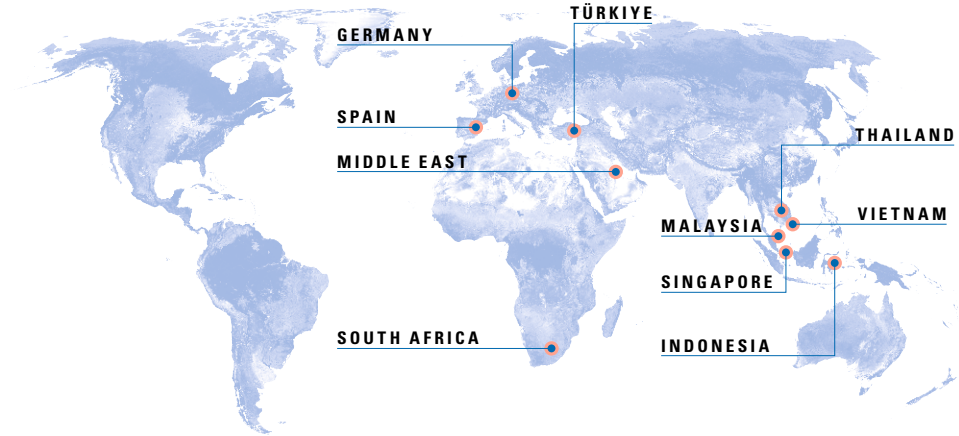 TÜRKIYE
GERMANY
SPAIN
THAILAND
MIDDLE EAST
VIETNAM
MALAYSIA
SINGAPORE
SOUTH AFRICA
INDONESIA